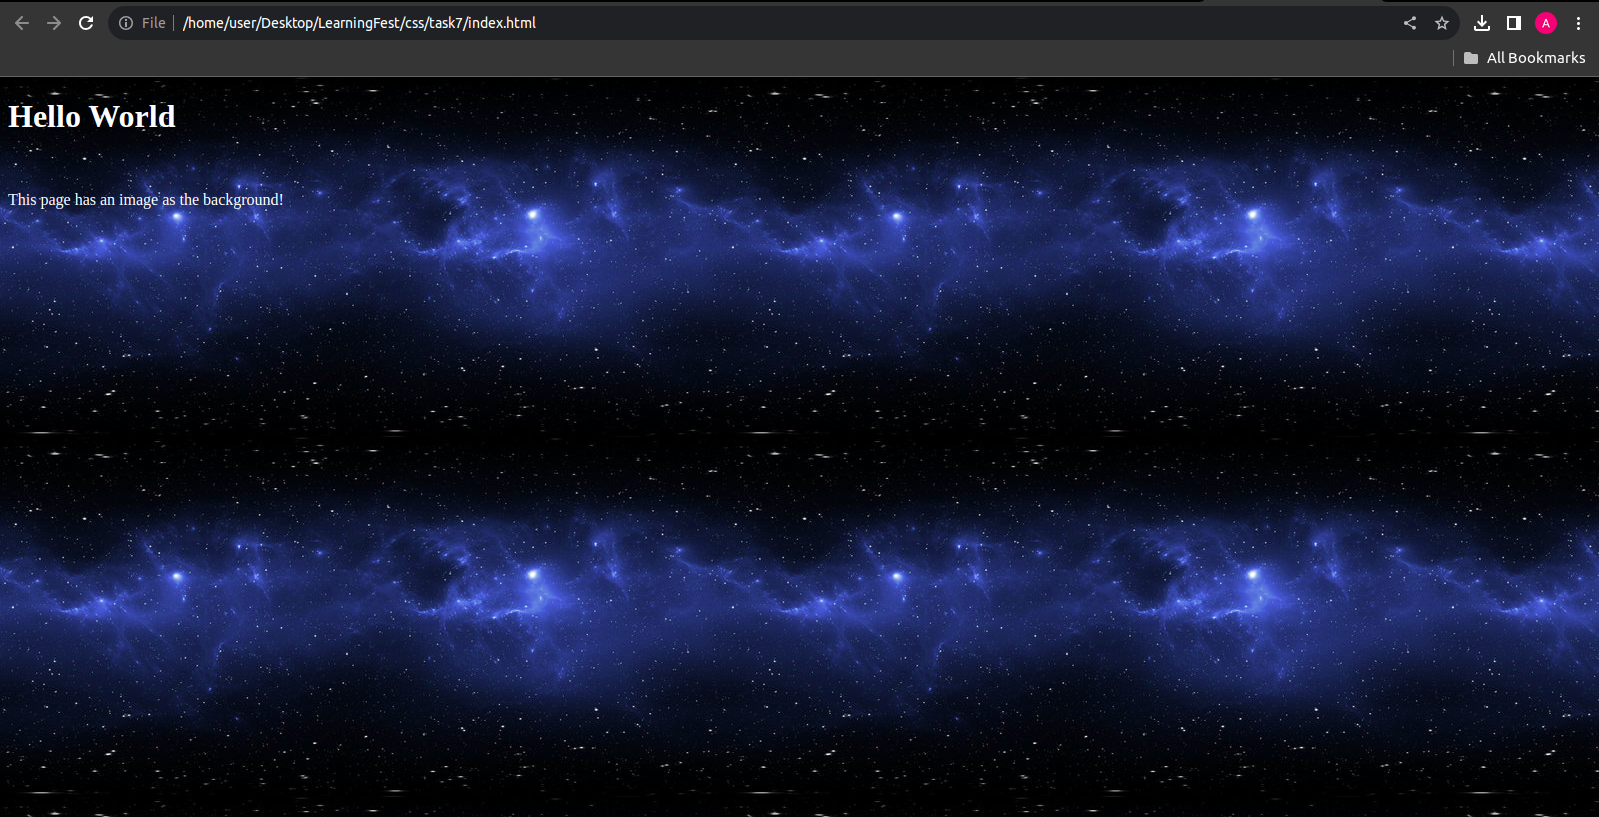 File
/home/user/Desktop/LearningFest/css/task7/index.html
A
All Bookmarks
Hello World
This page has an image as the background!